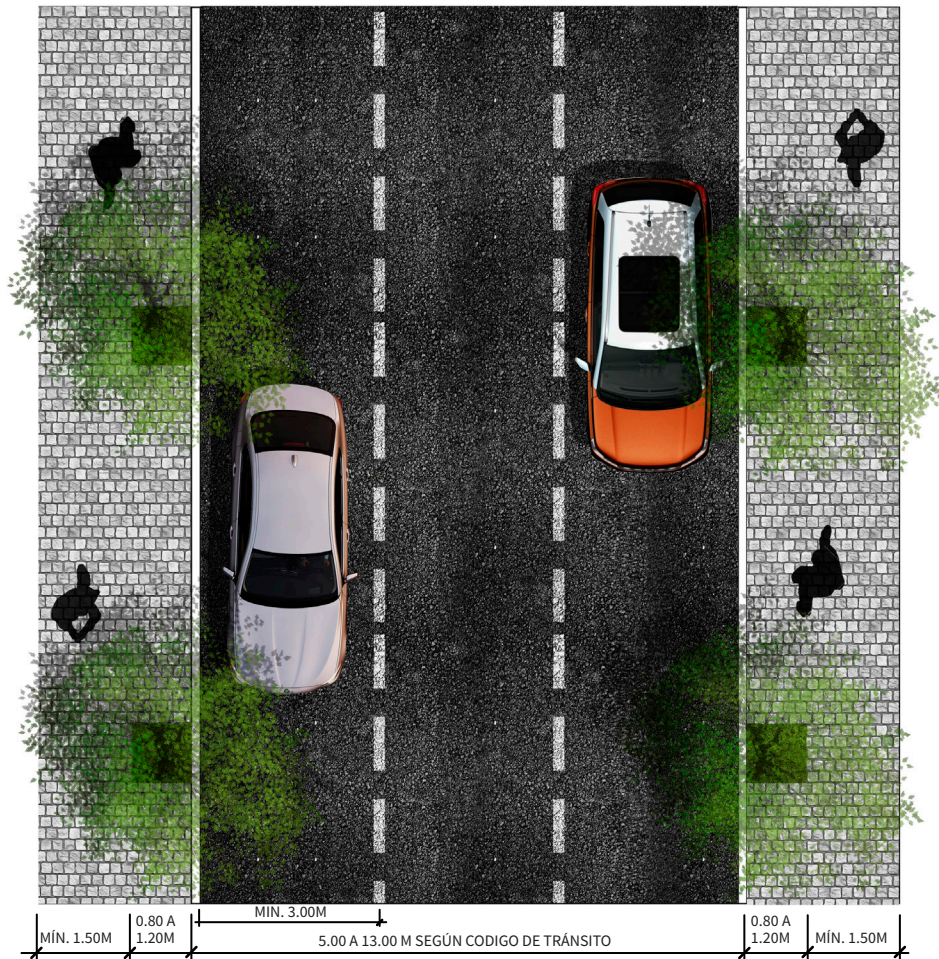 MIN. 3.00M
MÍN. 1.50M
0.80 A
1.20M
5.00 A 13.00 M SEGÚN CODIGO DE TRÁNSITO
0.80 A
1.20M
MÍN. 1.50M